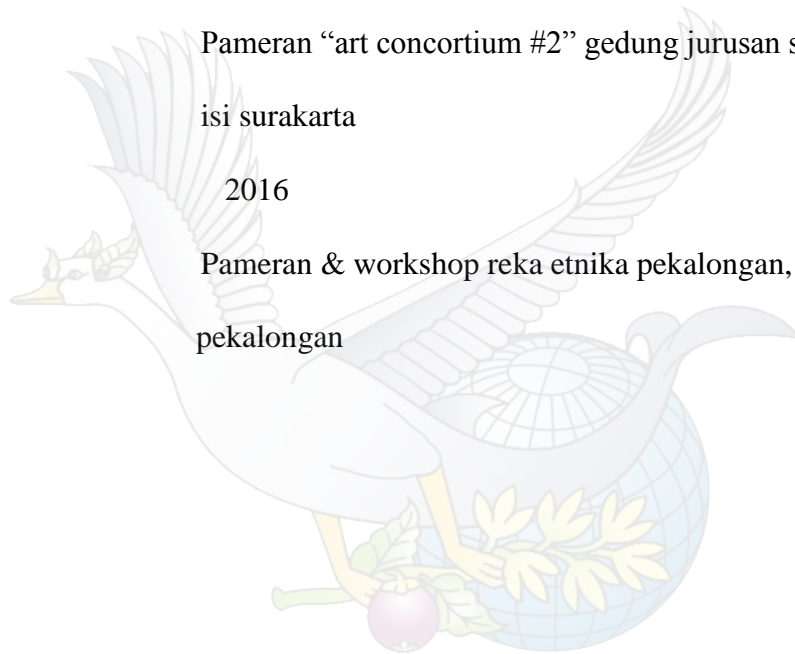 Pameran “art concortium #2” gedung jurusan
isi surakarta
2016
Pameran & workshop reka etnika pekalongan,
pekalongan